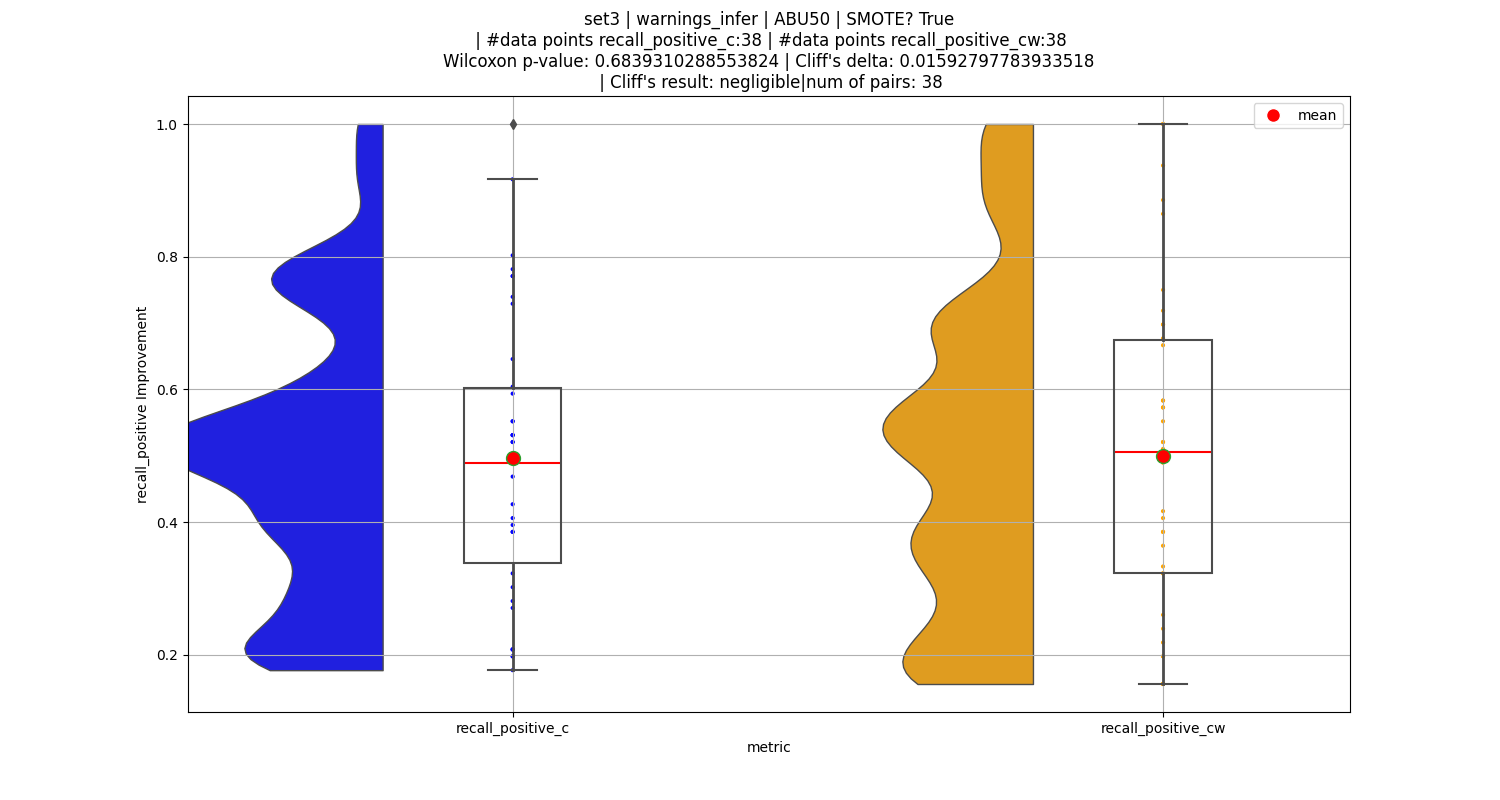 set3 | warnings_infer | ABU50 | SMOTE? True
| #data points recall_positive_c:38 | #data points recall_positive_cw:38
Wilcoxon p-value: 0.6839310288553824 | Cliff's delta: 0.01592797783933518
| Cliff's result: negligible|num of pairs: 38
mean
1.0
0.8
0.6
0.4
0.2
recall_positive Improvement
recall_positive_c
recall_positive_cw
metric